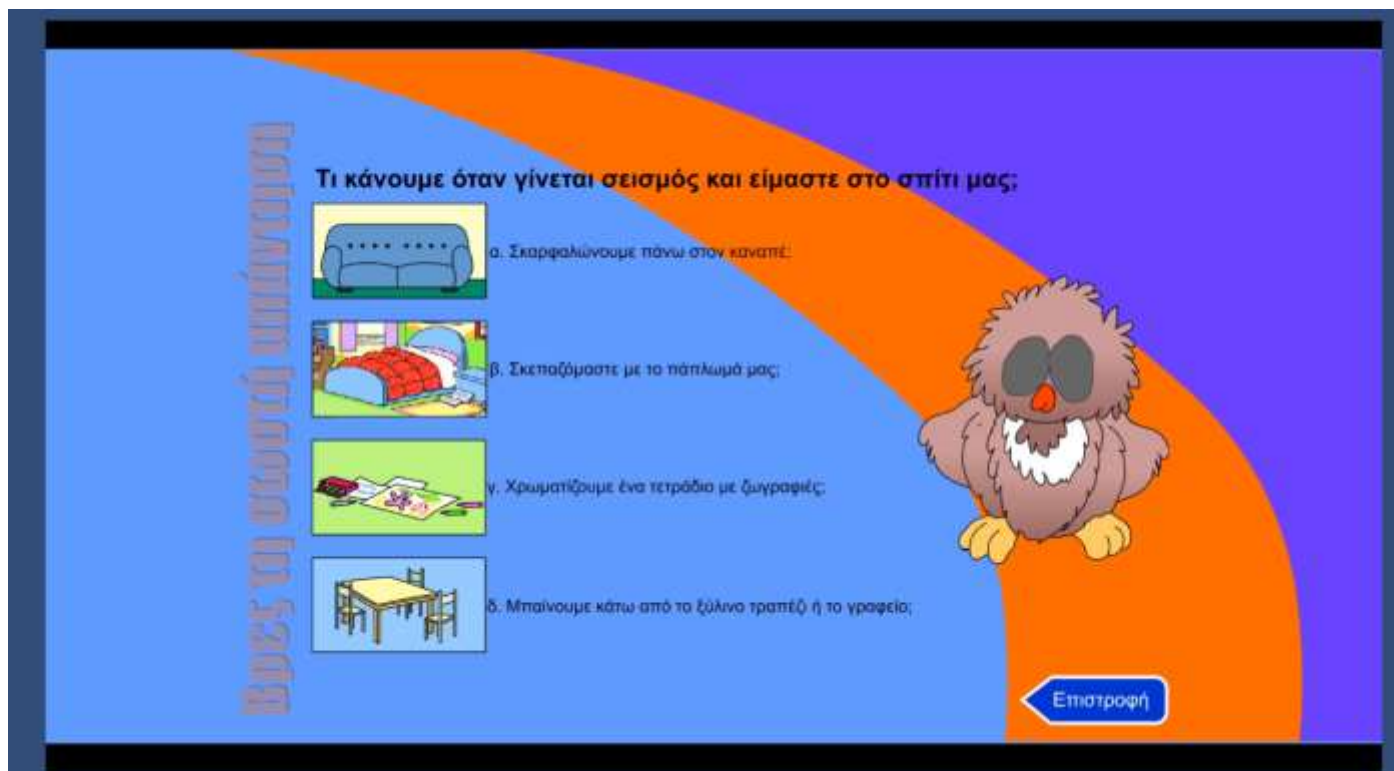 Βρες τη σωστή απάντηση
Τι κάνουμε όταν γίνεται σεισμός και είμαστε στο σπίτι μας;
α. Σκαρφαλώνουμε πάνω στον καναπέ;
β. Σκεπαζόμαστε με το πάπλωμά μας;
γ. Χρωματίζουμε ένα τετράδιο με ζωγραφιές;
δ. Μπαίνουμε κάτω από το ξύλινο τραπέζι ή το γραφείο;
Επιστροφή